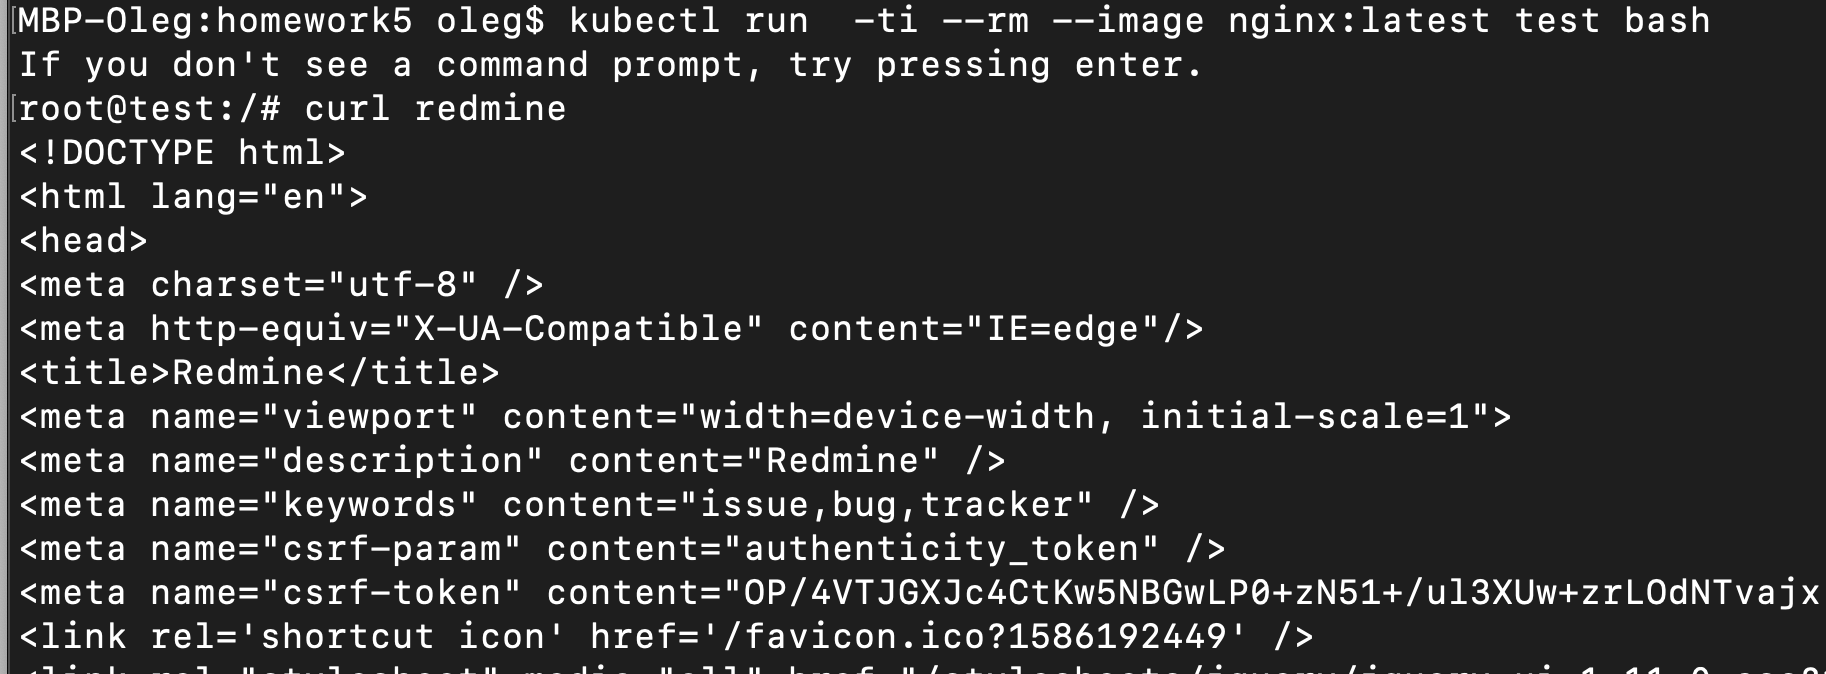 MBP-Oleg:homework5 oleg$ kubectl run  -ti --rm --image nginx:latest test bash
If you don't see a command prompt, try pressing enter.
root@test:/# curl redmine
<!DOCTYPE html>
<html lang="en">
<head>
<meta charset="utf-8" />
<meta http-equiv="X-UA-Compatible" content="IE=edge"/>
<title>Redmine</title>
<meta name="viewport" content="width=device-width, initial-scale=1">
<meta name="description" content="Redmine" />
<meta name="keywords" content="issue,bug,tracker" />
<meta name="csrf-param" content="authenticity_token" />
<meta name="csrf-token" content="OP/4VTJGXJc4CtKw5NBGwLP0+zN51+/ul3XUw+zrLOdNTvajx
<link rel='shortcut icon' href='/favicon.ico?1586192449' />